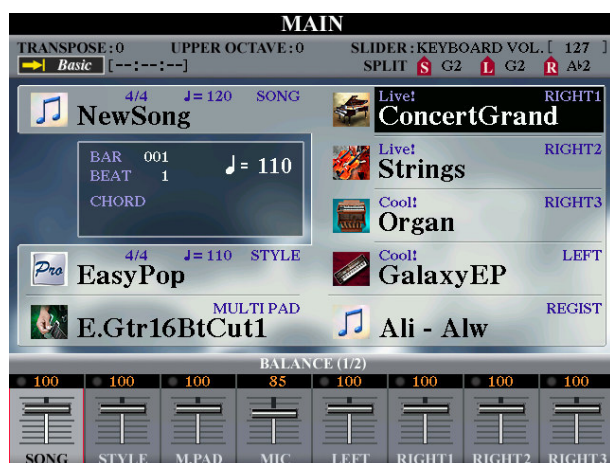 MAIN
TRANSPOSE:0 UPPER OCTAVE:0 SLIDER:KEYBOARD VOL.[ 127 ]
Basic [--:--:--] SPLIT S G2 L G2 R A♭2
4/4 ♩=120 SONG
NewSong
BAR 001
BEAT 1
♩= 110
CHORD
4/4 ♩=110 STYLE
Pro EasyPop
MULTI PAD
E.Gtr16BtCut1
Live! RIGHT1
ConcertGrand
Live! RIGHT2
Strings
Cool! RIGHT3
Organ
Cool! LEFT
GalaxyEP
REGIST
Ali - Alw
BALANCE (1/2)
100 100 100 85 100 100 100 100
SONG STYLE M.PAD MIC LEFT RIGHT1 RIGHT2 RIGHT3